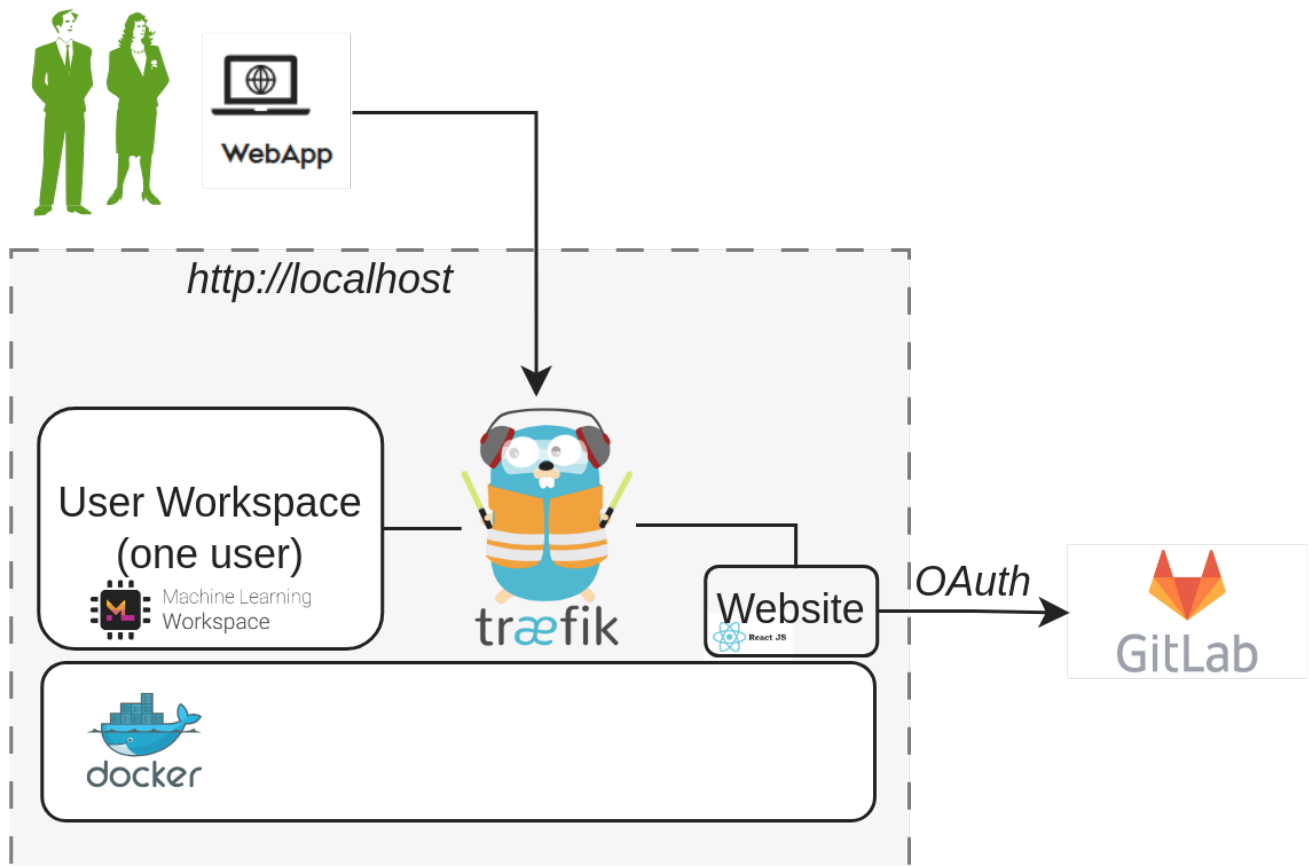 WebApp
http://localhost
User Workspace
(one user)
Machine Learning
Workspace
træfik
Website
React JS
OAuth
GitLab
docker